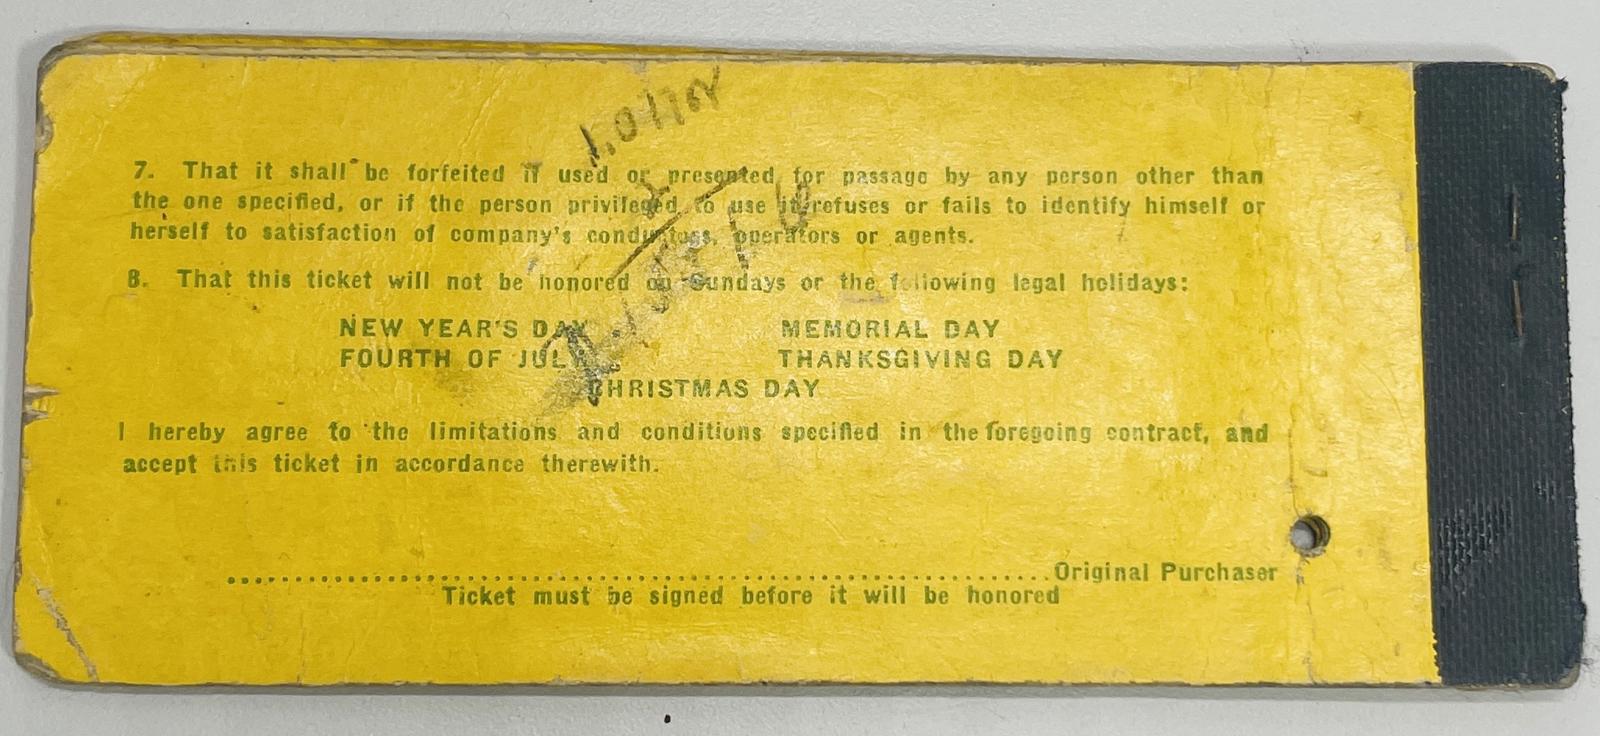 7. That it shall be forfeited if used or presented for passage by any person other than
the one specified, or if the person privileged to use it refuses or fails to identify himself or
herself to satisfaction of company's conductors, operators or agents.
8. That this ticket will not be honored on Sundays or the following legal holidays:
NEW YEAR'S DAY MEMORIAL DAY
FOURTH OF JULY THANKSGIVING DAY
CHRISTMAS DAY
I hereby agree to the limitations and conditions specified in the foregoing contract, and
accept this ticket in accordance therewith.
Original Purchaser
Ticket must be signed before it will be honored